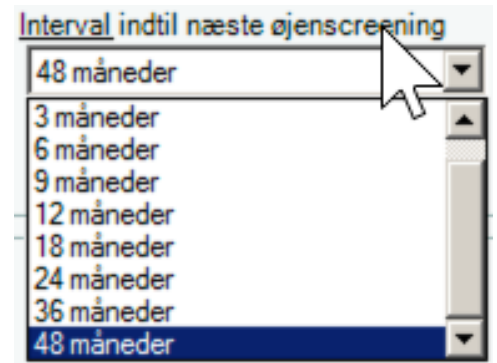 Interval indtil næste øjenscreening
48 måneder
3 måneder
6 måneder
9 måneder
12 måneder
18 måneder
24 måneder
36 måneder
48 måneder